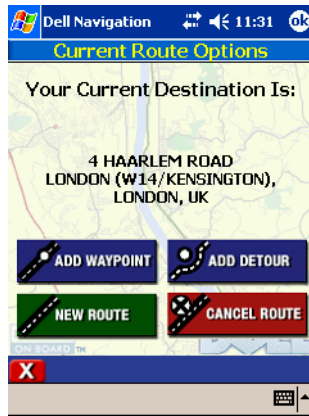 Dell Navigation 11:31 ok
Current Route Options
Your Current Destination Is:
4 HAARLEM ROAD
LONDON (W14/KENSINGTON),
LONDON, UK
ADD WAYPOINT ADD DETOUR
NEW ROUTE CANCEL ROUTE
ON BOARD TM
X